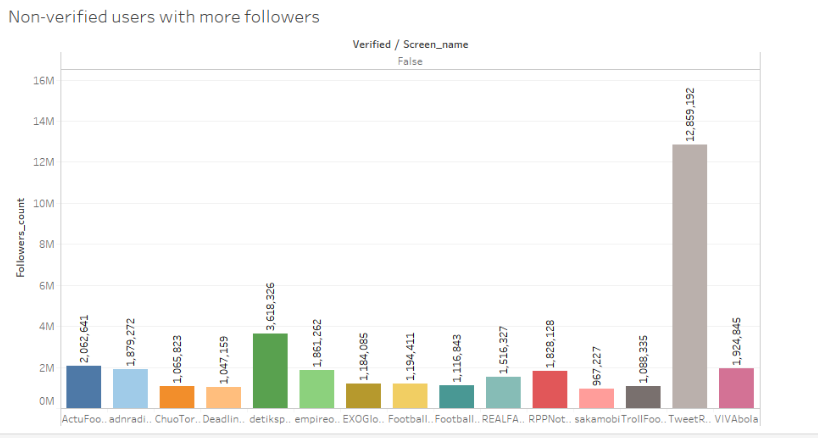 Non-verified users with more followers
Verified / Screen_name
False
Followers_count
16M
14M
12M
10M
8M
6M
4M
2M
0M
2,062,641
1,879,272
1,065,823
1,047,159
3,618,326
1,861,262
1,184,085
1,194,411
1,116,843
1,516,327
1,828,128
967,227
1,088,335
12,859,192
1,924,845
ActuFoo.. adnradi.. ChuoTor.. Deadlin.. detiksp.. empireo.. EXOGlo.. Football.. Football.. REALFA.. RPPNot.. sakamobi TrollFoo.. TweetR.. VIVAbola